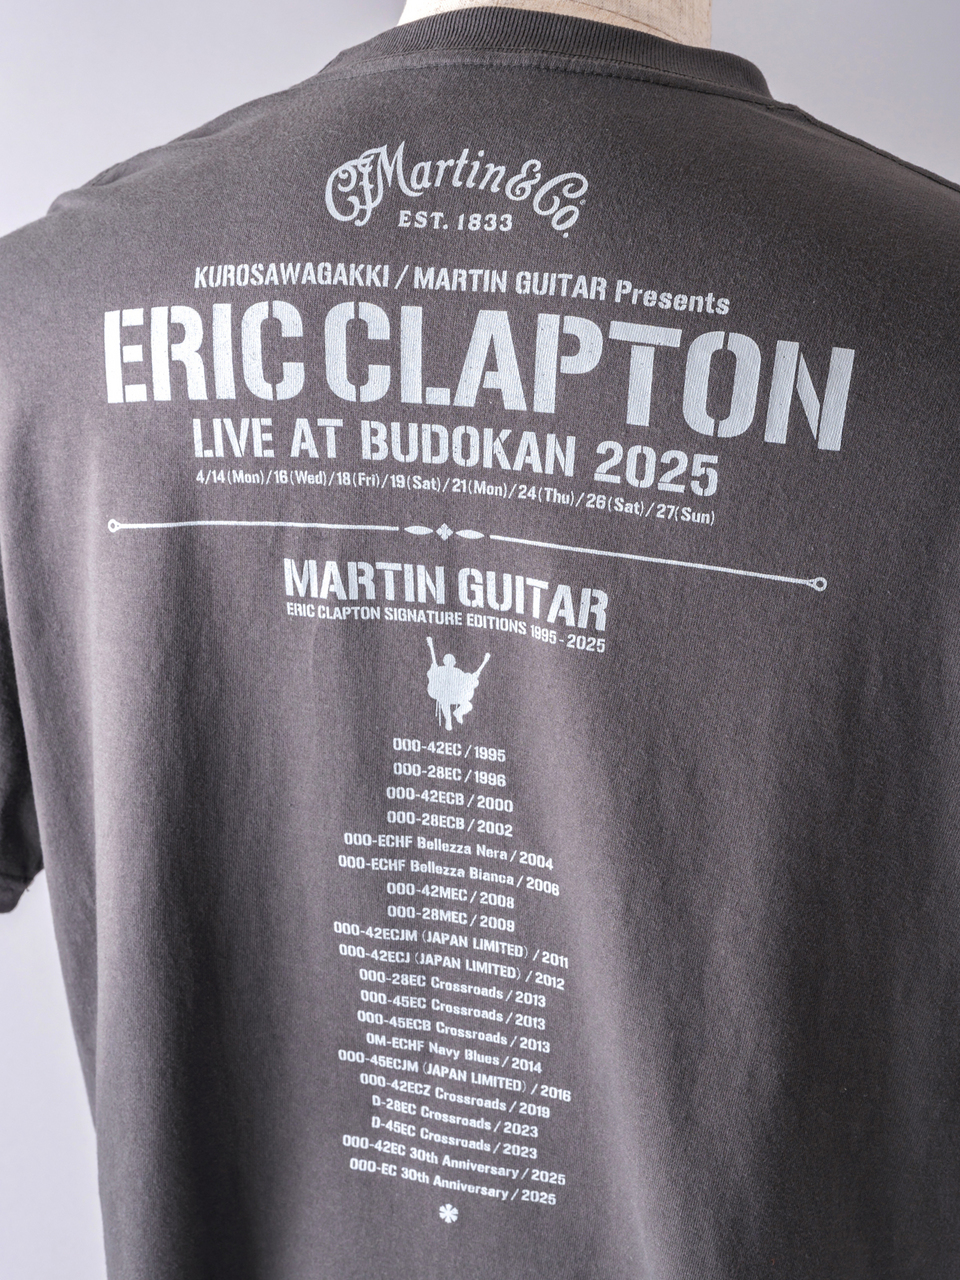 CF Martin & Co.
EST. 1833
KUROSAWAGAKKI / MARTIN GUITAR Presents
ERIC CLAPTON
LIVE AT BUDOKAN 2025
4/14(Mon)/16(Wed)/18(Fri)/19(Sat)/21(Mon)/24(Thu)/26(Sat)/27(Sun)
MARTIN GUITAR
ERIC CLAPTON SIGNATURE EDITIONS 1995-2025
000-42EC / 1995
000-28EC / 1996
000-42ECB / 2000
000-28ECB / 2002
000-ECHF Bellezza Nera / 2004
000-ECHF Bellezza Bianca / 2006
000-42MEC / 2008
000-28MEC / 2009
000-42ECJM (JAPAN LIMITED) / 2011
000-42ECJ (JAPAN LIMITED) / 2012
000-28EC Crossroads / 2013
000-45EC Crossroads / 2013
000-45ECB Crossroads / 2013
OM-ECHF Navy Blues / 2014
000-45ECJM (JAPAN LIMITED) / 2016
000-42ECZ Crossroads / 2019
D-28EC Crossroads / 2023
D-45EC Crossroads / 2023
000-42EC 30th Anniversary / 2025
000-EC 30th Anniversary / 2025